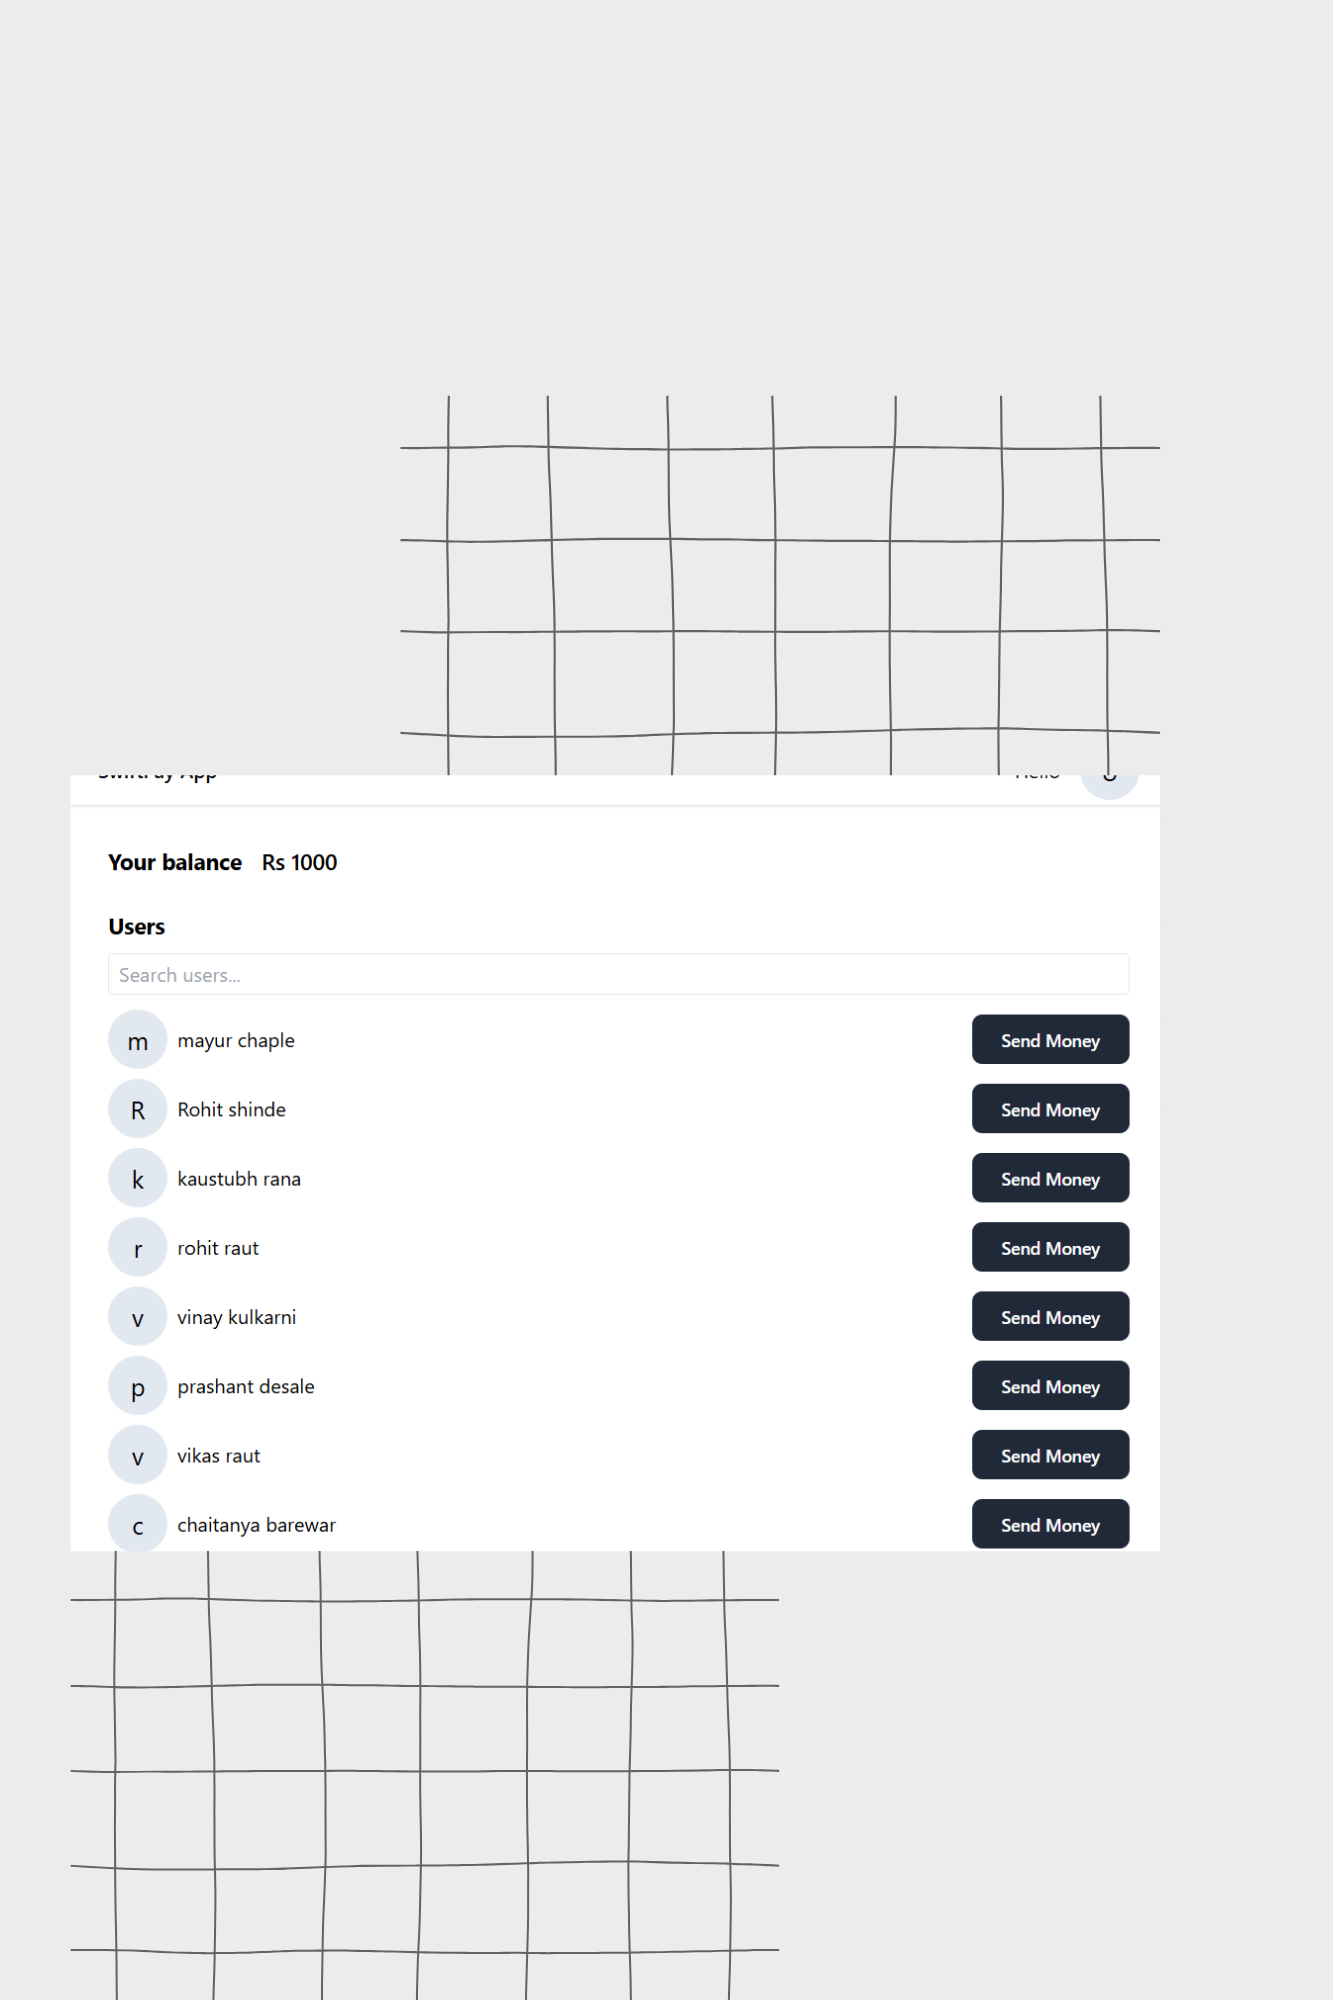 App
Hello
Your balance Rs 1000
Users
Search users...
m mayur chaple Send Money
R Rohit shinde Send Money
k kaustubh rana Send Money
r rohit raut Send Money
v vinay kulkarni Send Money
p prashant desale Send Money
v vikas raut Send Money
c chaitanya barewar Send Money